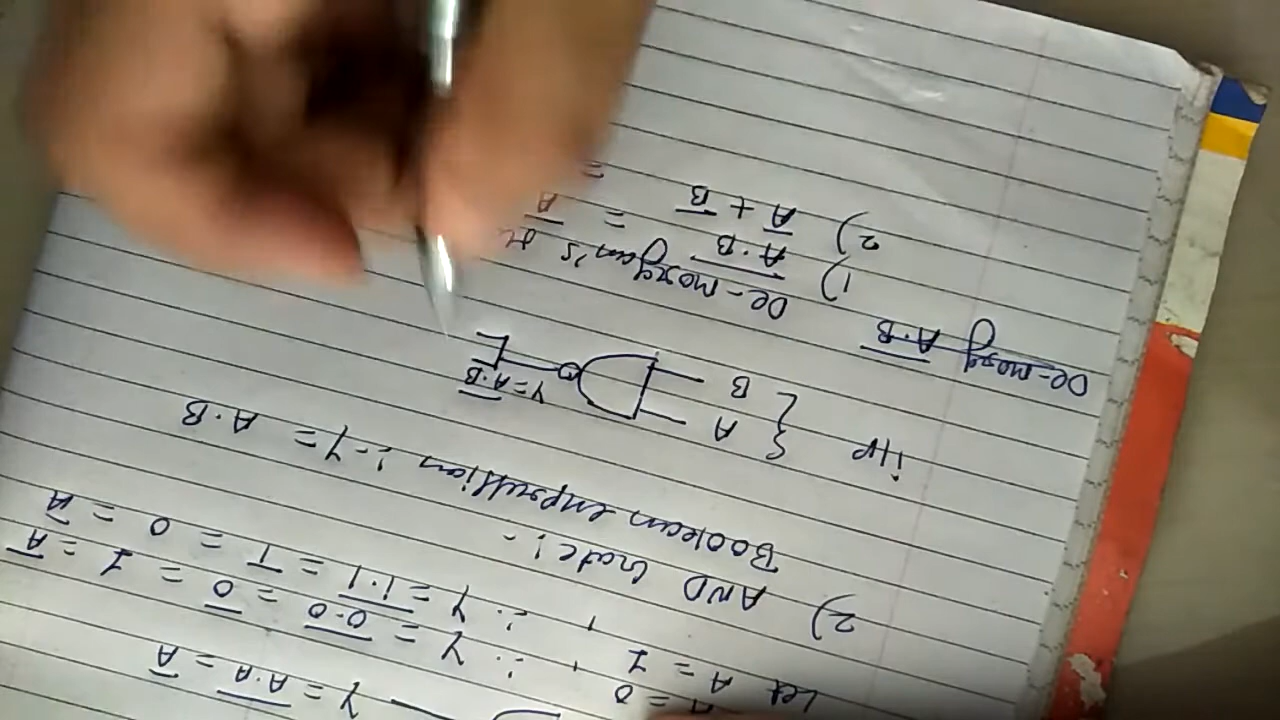 Y = A̅·̅A̅ = A̅
A = 0 , ∴ Y = 0̅·̅0̅ = 0̅ = 1 = A̅
Let A = 1 , ∴ Y = 1̅·̅1̅ = 1̅ = 0 = A̅
2) AND Gate :-
Boolean expression :- Y = A·B
i/p { A B Y = A̅·̅B̅
De-morg A̅·̅B̅
De-morgan's
1) A̅·̅B̅ = A̅
2) A̅ + B̅ =